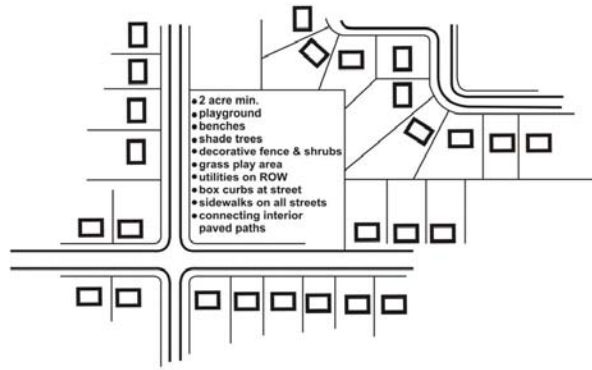 • 2 acre min.
• playground
• benches
• shade trees
• decorative fence & shrubs
• grass play area
• utilities on ROW
• box curbs at street
• sidewalks on all streets
• connecting interior
paved paths